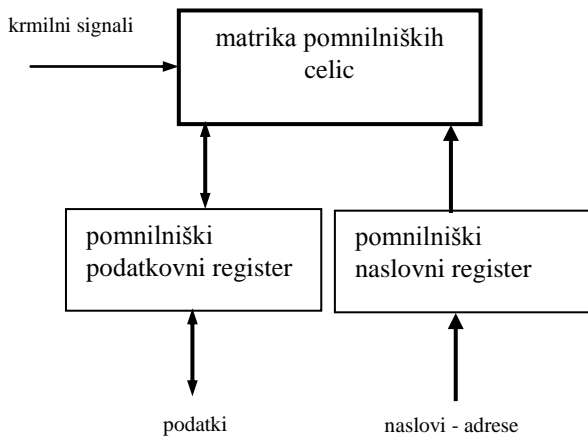 krmilni signali
matrika pomnilniških
celic
pomnilniški
podatkovni register
pomnilniški
naslovni register
podatki
naslovi - adrese